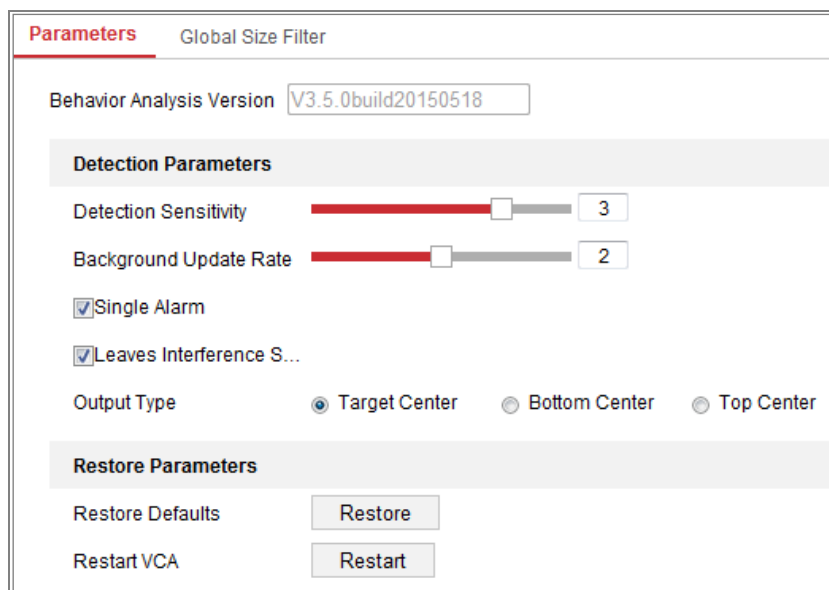 Parameters Global Size Filter
Behavior Analysis Version V3.5.0build20150518
Detection Parameters
Detection Sensitivity 3
Background Update Rate 2
Single Alarm
Leaves Interference S...
Output Type Target Center Bottom Center Top Center
Restore Parameters
Restore Defaults Restore
Restart VCA Restart